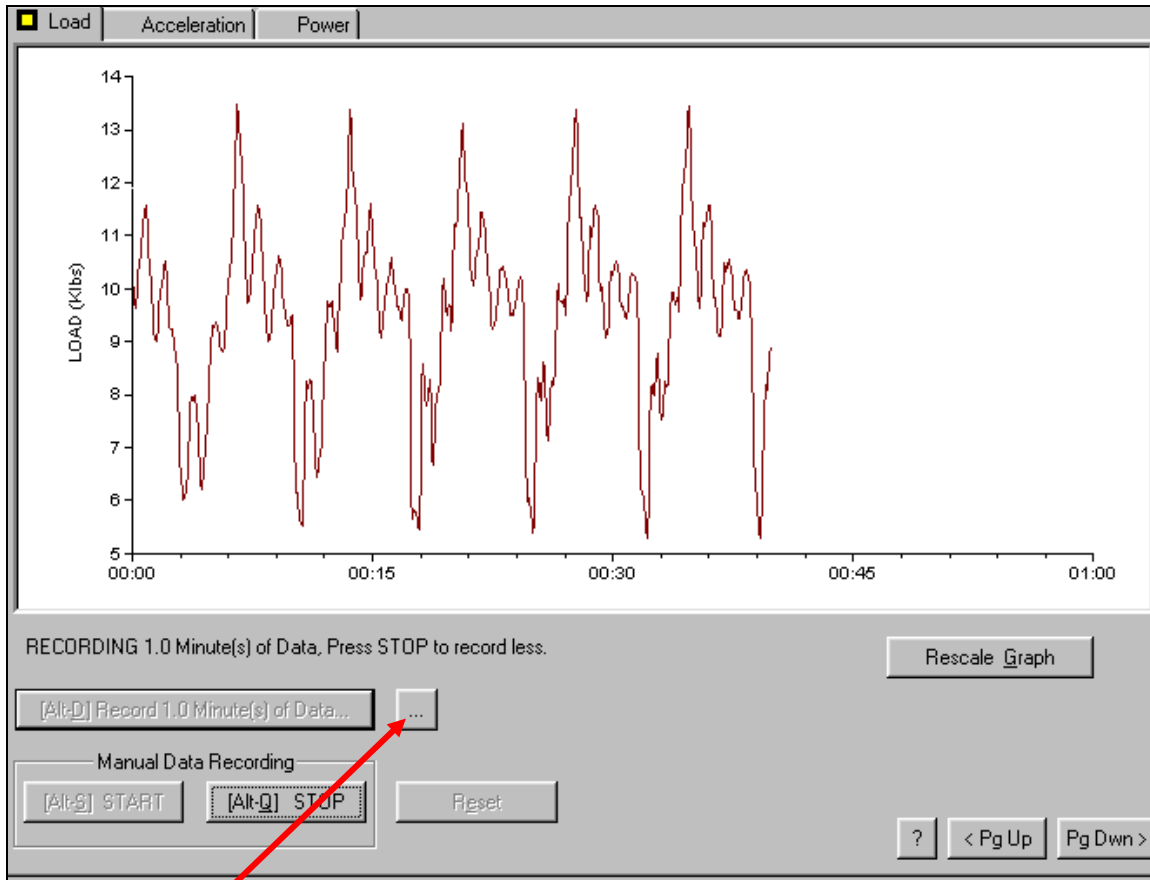 Load Acceleration Power
14
13
12
11
10
9
8
7
6
5
LOAD (Klbs)
00:00 00:15 00:30 00:45 01:00
RECORDING 1.0 Minute(s) of Data, Press STOP to record less.
Rescale Graph
[Alt-D] Record 1.0 Minute(s) of Data... ...
Manual Data Recording
[Alt-S] START [Alt-Q] STOP Reset
? < Pg Up Pg Dwn >